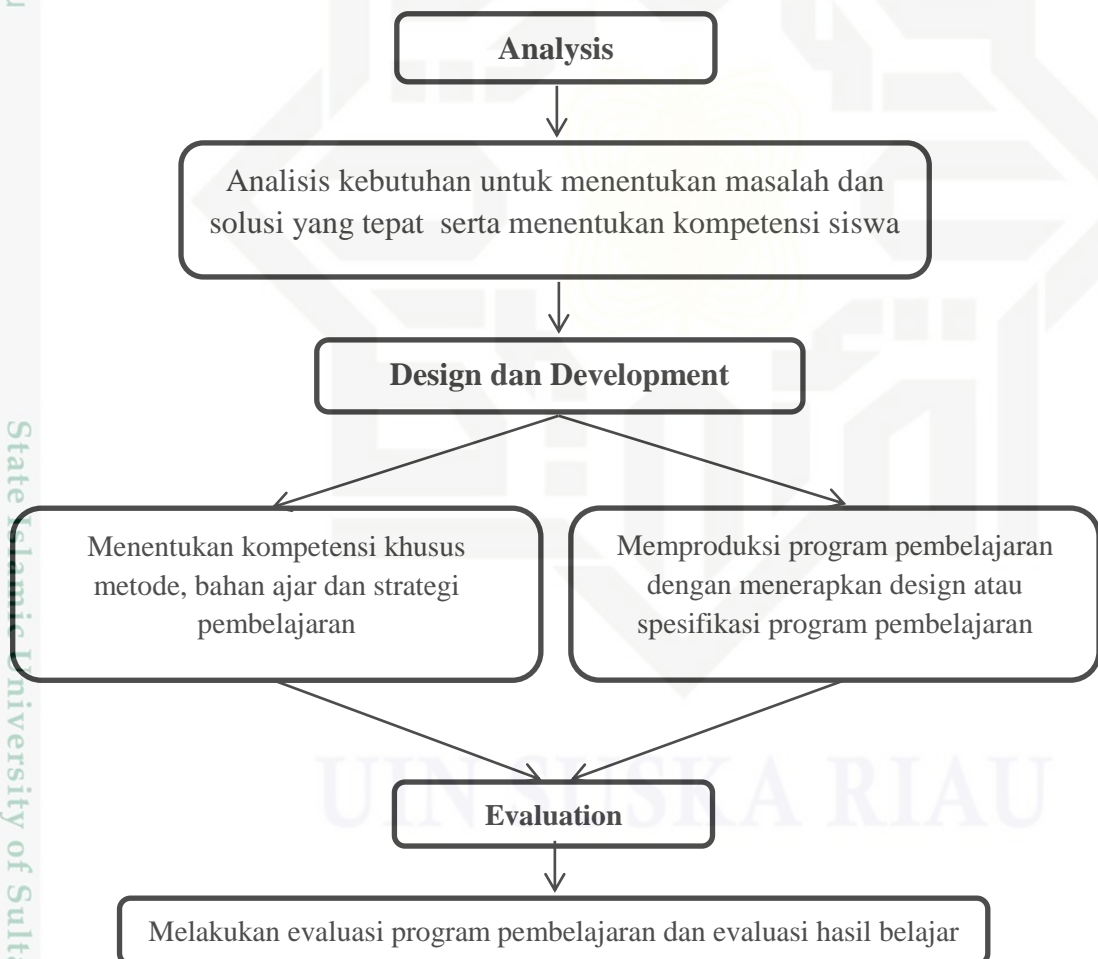 Analysis
Analisis kebutuhan untuk menentukan masalah dan
solusi yang tepat serta menentukan kompetensi siswa
Design dan Development
Menentukan kompetensi khusus
metode, bahan ajar dan strategi
pembelajaran
Memproduksi program pembelajaran
dengan menerapkan design atau
spesifikasi program pembelajaran
Evaluation
Melakukan evaluasi program pembelajaran dan evaluasi hasil belajar
UIN SUSKA RIAU
State Islamic University of Sulta